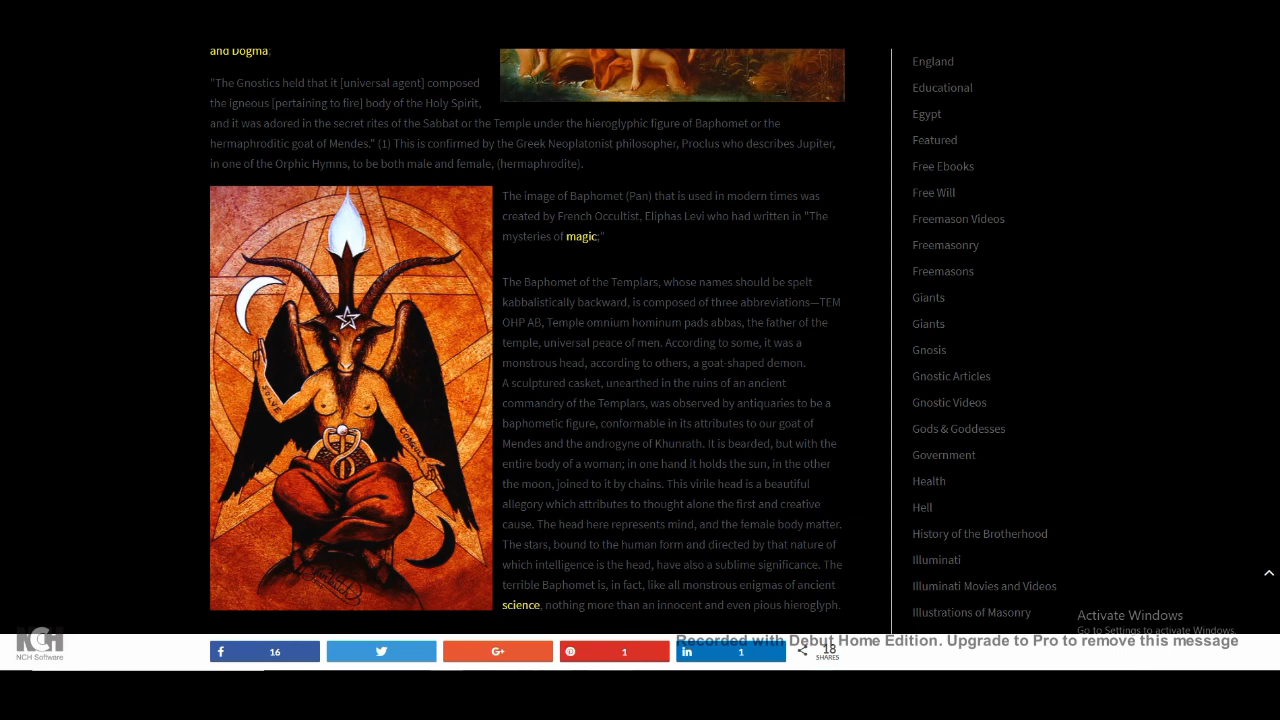 and Dogma;
"The Gnostics held that it [universal agent] composed
the igneous [pertaining to fire] body of the Holy Spirit,
and it was adored in the secret rites of the Sabbat or the Temple under the hieroglyphic figure of Baphomet or the
hermaphroditic goat of Mendes." (1) This is confirmed by the Greek Neoplatonist philosopher, Proclus who describes Jupiter,
in one of the Orphic Hymns, to be both male and female, (hermaphrodite).
SOLVE
COAGULA
The image of Baphomet (Pan) that is used in modern times was
created by French Occultist, Eliphas Levi who had written in "The
mysteries of magic;"
The Baphomet of the Templars, whose names should be spelt
kabbalistically backward, is composed of three abbreviations—TEM
OHP AB, Temple omnium hominum pads abbas, the father of the
temple, universal peace of men. According to some, it was a
monstrous head, according to others, a goat-shaped demon.
A sculptured casket, unearthed in the ruins of an ancient
commandry of the Templars, was observed by antiquaries to be a
baphometic figure, conformable in its attributes to our goat of
Mendes and the androgyne of Khunrath. It is bearded, but with the
entire body of a woman; in one hand it holds the sun, in the other
the moon, joined to it by chains. This virile head is a beautiful
allegory which attributes to thought alone the first and creative
cause. The head here represents mind, and the female body matter.
The stars, bound to the human form and directed by that nature of
which intelligence is the head, have also a sublime significance. The
terrible Baphomet is, in fact, like all monstrous enigmas of ancient
science, nothing more than an innocent and even pious hieroglyph.
England
Educational
Egypt
Featured
Free Ebooks
Free Will
Freemason Videos
Freemasonry
Freemasons
Giants
Giants
Gnosis
Gnostic Articles
Gnostic Videos
Gods & Goddesses
Government
Health
Hell
History of the Brotherhood
Illuminati
Illuminati Movies and Videos
Illustrations of Masonry
Activate Windows
Go to Settings to activate Windows.
Recorded with Debut Home Edition. Upgrade to Pro to remove this message
NCH
NCH Software
f 16
G+
1
in 1
18
SHARES